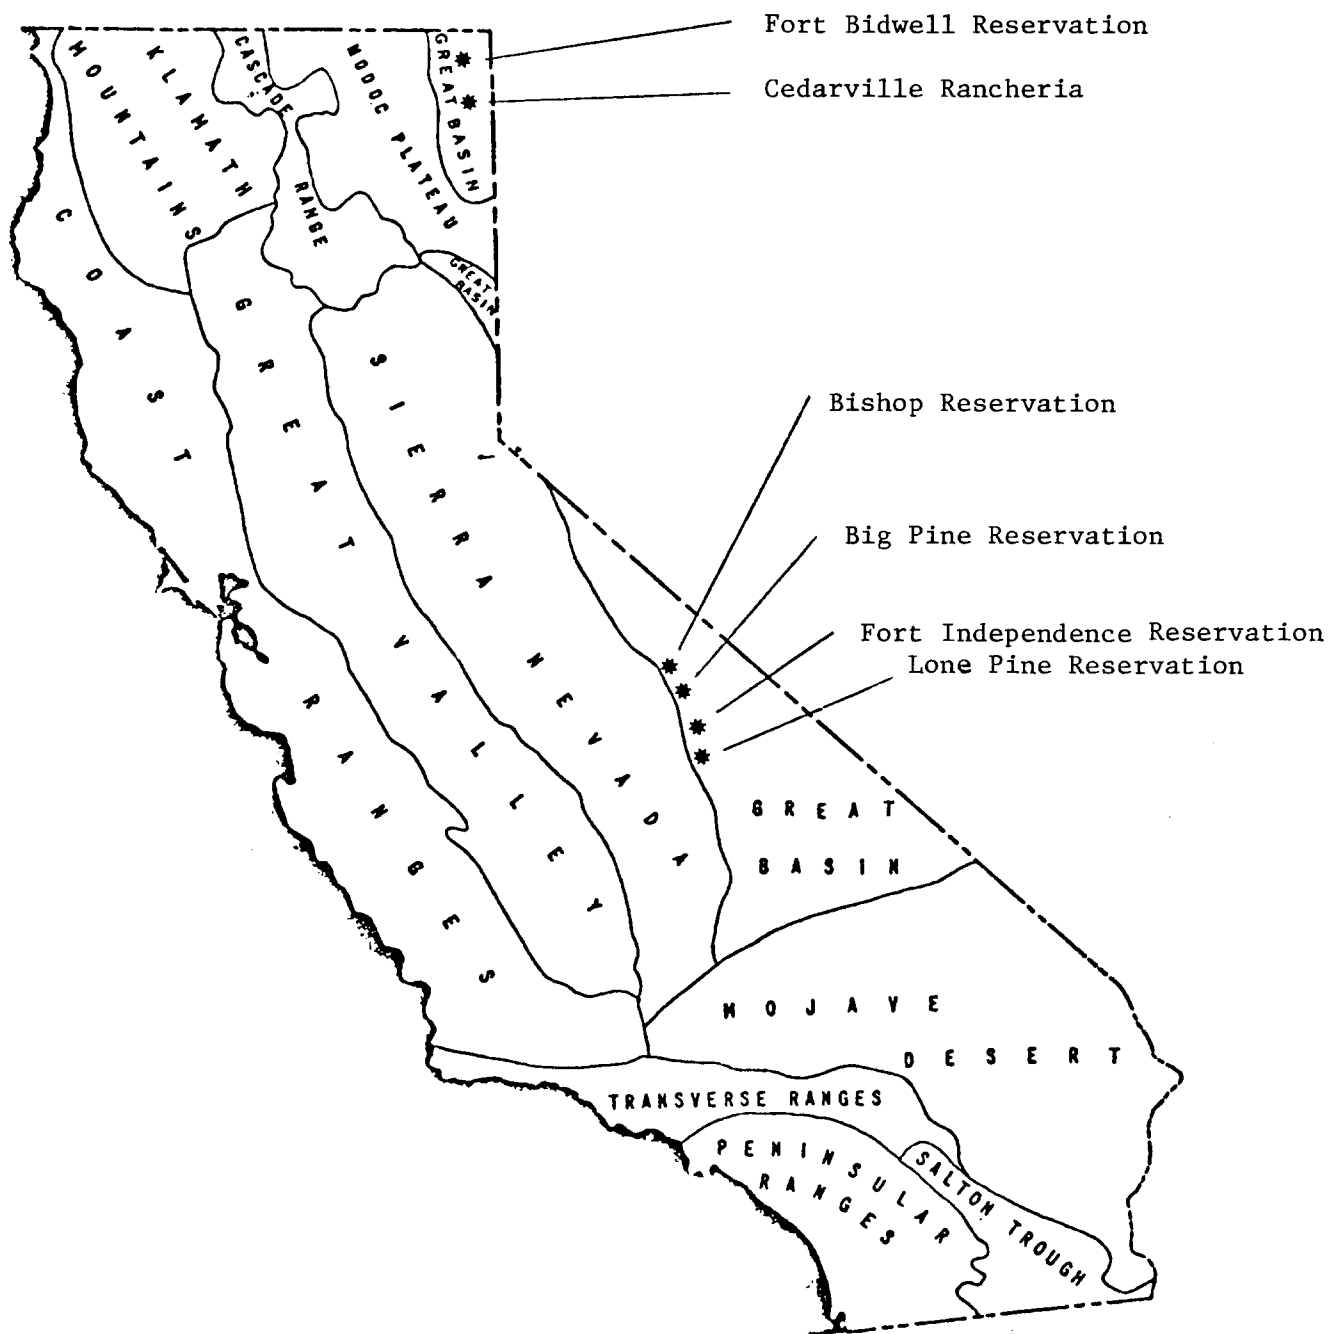 Fort Bidwell Reservation
Cedarville Rancheria
Bishop Reservation
Big Pine Reservation
Fort Independence Reservation
Lone Pine Reservation
KLAMATH
MOUNTAINS
CASCADE
RANGE
MODOC PLATEAU
GREAT BASIN
GREAT
BASIN
COAST
RANGES
GREAT
VALLEY
SIERRA
NEVADA
GREAT
BASIN
MOJAVE
DESERT
TRANSVERSE RANGES
PENINSULAR
RANGES
SALTON TROUGH